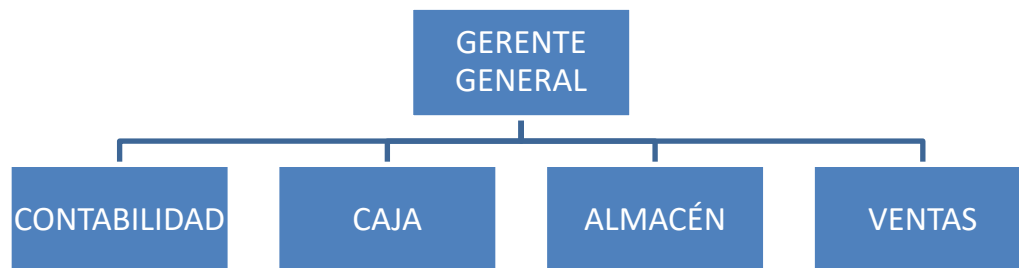 GERENTE
GENERAL
CONTABILIDAD
CAJA
ALMACÉN
VENTAS